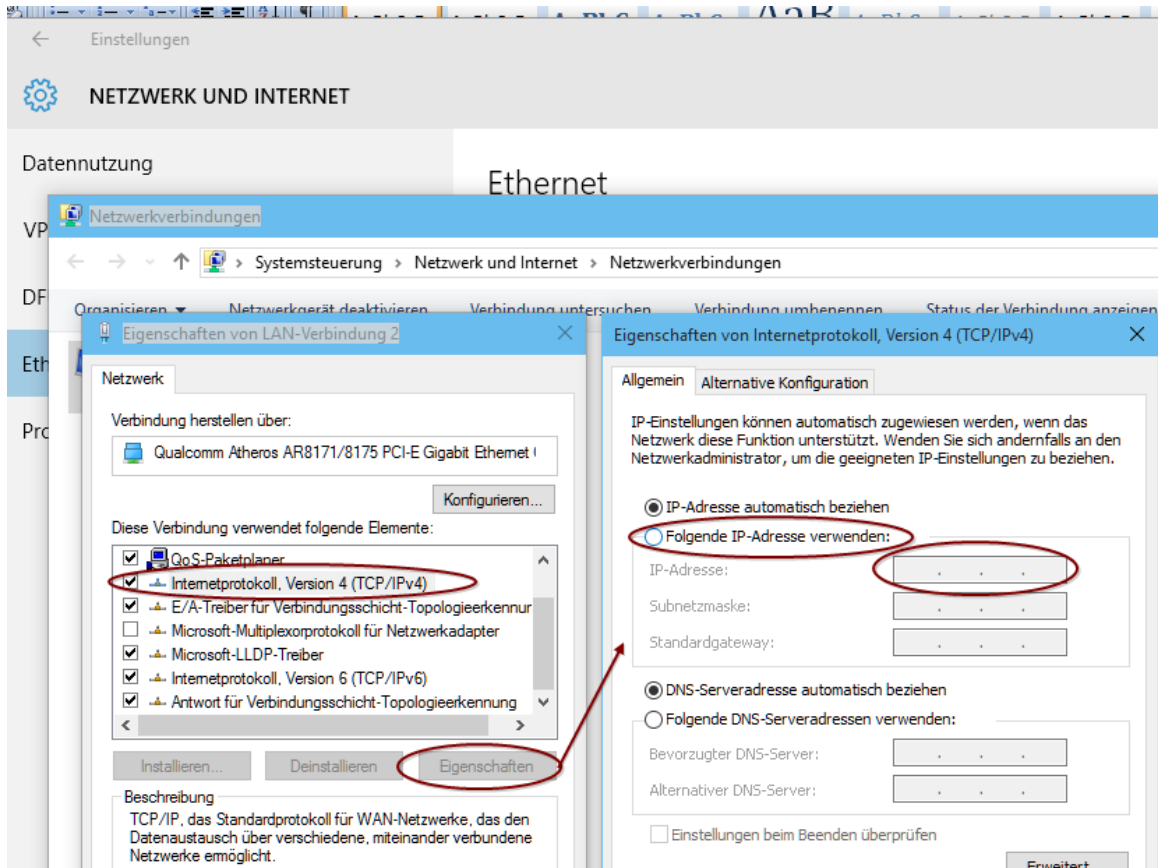 Einstellungen
NETZWERK UND INTERNET
Datennutzung
Ethernet
VP
Netzwerkverbindungen
Systemsteuerung > Netzwerk und Internet > Netzwerkverbindungen
DF
Organisieren Netzwerkgerät deaktivieren Verbindung untersuchen Verbindung umbenennen Status der Verbindung anzeigen
Eth
Pro
Eigenschaften von LAN-Verbindung 2
Netzwerk
Verbindung herstellen über:
Qualcomm Atheros AR8171/8175 PCI-E Gigabit Ethernet
Konfigurieren...
Diese Verbindung verwendet folgende Elemente:
QoS-Paketplaner
Internetprotokoll, Version 4 (TCP/IPv4)
E/A-Treiber für Verbindungsschicht-Topologieerkennur
Microsoft-Multiplexorprotokoll für Netzwerkadapter
Microsoft-LLDP-Treiber
Internetprotokoll, Version 6 (TCP/IPv6)
Antwort für Verbindungsschicht-Topologieerkennung
Installieren... Deinstallieren Eigenschaften
Beschreibung
TCP/IP, das Standardprotokoll für WAN-Netzwerke, das den
Datenaustausch über verschiedene, miteinander verbundene
Netzwerke ermöglicht.
Eigenschaften von Internetprotokoll, Version 4 (TCP/IPv4)
Allgemein Alternative Konfiguration
IP-Einstellungen können automatisch zugewiesen werden, wenn das
Netzwerk diese Funktion unterstützt. Wenden Sie sich andernfalls an den
Netzwerkadministrator, um die geeigneten IP-Einstellungen zu beziehen.
IP-Adresse automatisch beziehen
Folgende IP-Adresse verwenden:
IP-Adresse: . . .
Subnetzmaske: . . .
Standardgateway: . . .
DNS-Serveradresse automatisch beziehen
Folgende DNS-Serveradressen verwenden:
Bevorzugter DNS-Server: . . .
Alternativer DNS-Server: . . .
Einstellungen beim Beenden überprüfen
Erweitert